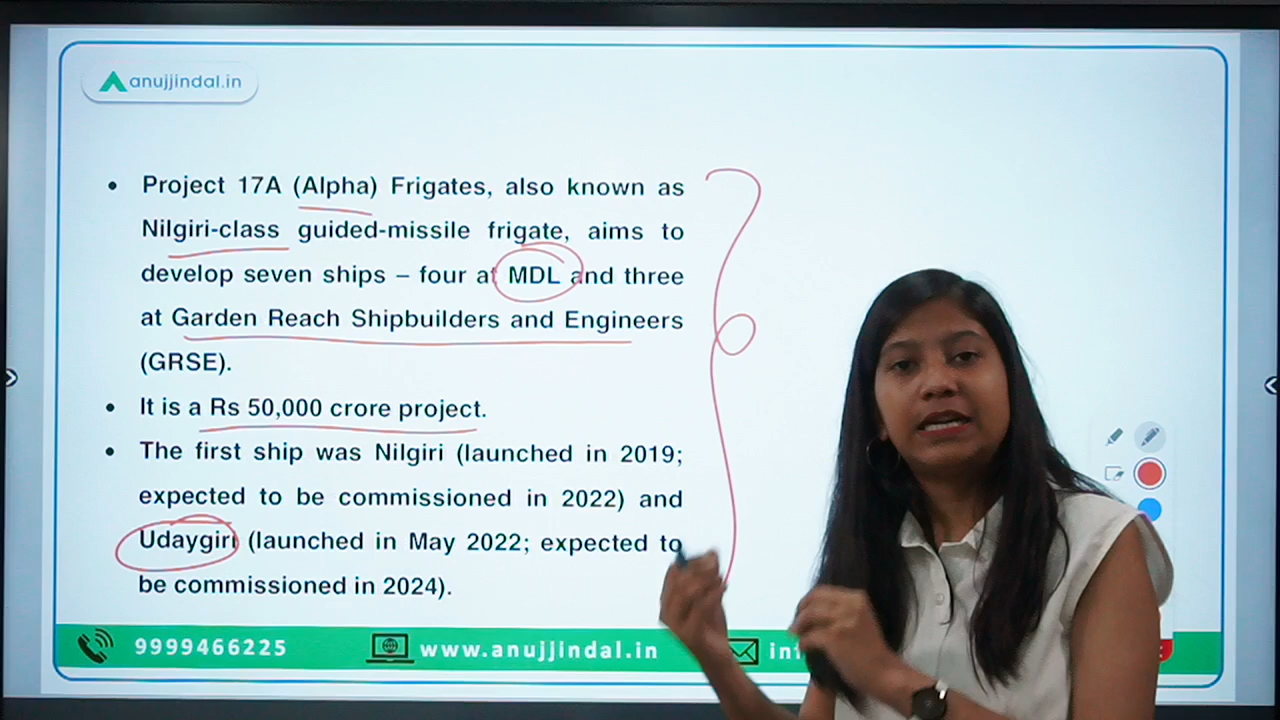 anujjindal.in
• Project 17A (Alpha) Frigates, also known as
Nilgiri-class guided-missile frigate, aims to
develop seven ships – four at MDL and three
at Garden Reach Shipbuilders and Engineers
(GRSE).
• It is a Rs 50,000 crore project.
• The first ship was Nilgiri (launched in 2019;
expected to be commissioned in 2022) and
Udaygiri (launched in May 2022; expected to
be commissioned in 2024).
9999466225 www.anujjindal.in